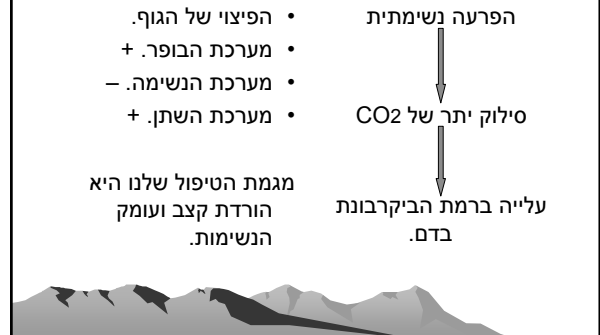 הפרעה נשימתית
סילוק יתר של CO2
עלייה ברמת הביקרבונת
בדם.
• הפיצוי של הגוף.
• מערכת הבופר. +
• מערכת הנשימה. –
• מערכת השתן. +
מגמת הטיפול שלנו היא
הורדת קצב ועומק
הנשימות.